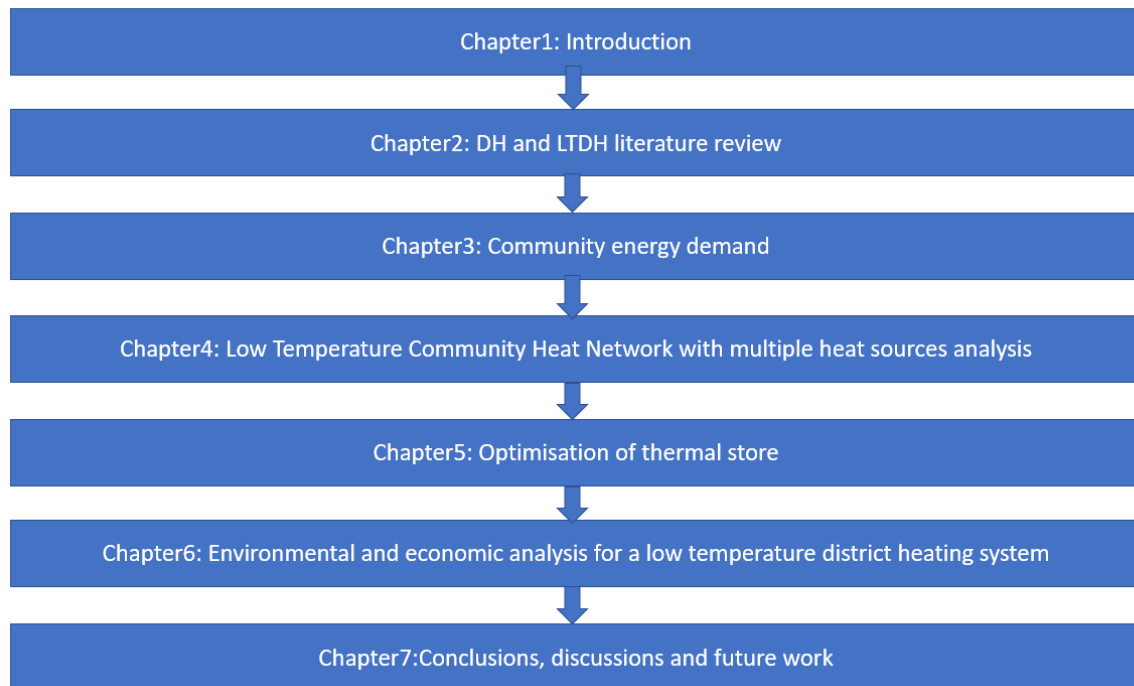 Chapter1: Introduction
Chapter2: DH and LTDH literature review
Chapter3: Community energy demand
Chapter4: Low Temperature Community Heat Network with multiple heat sources analysis
Chapter5: Optimisation of thermal store
Chapter6: Environmental and economic analysis for a low temperature district heating system
Chapter7:Conclusions, discussions and future work